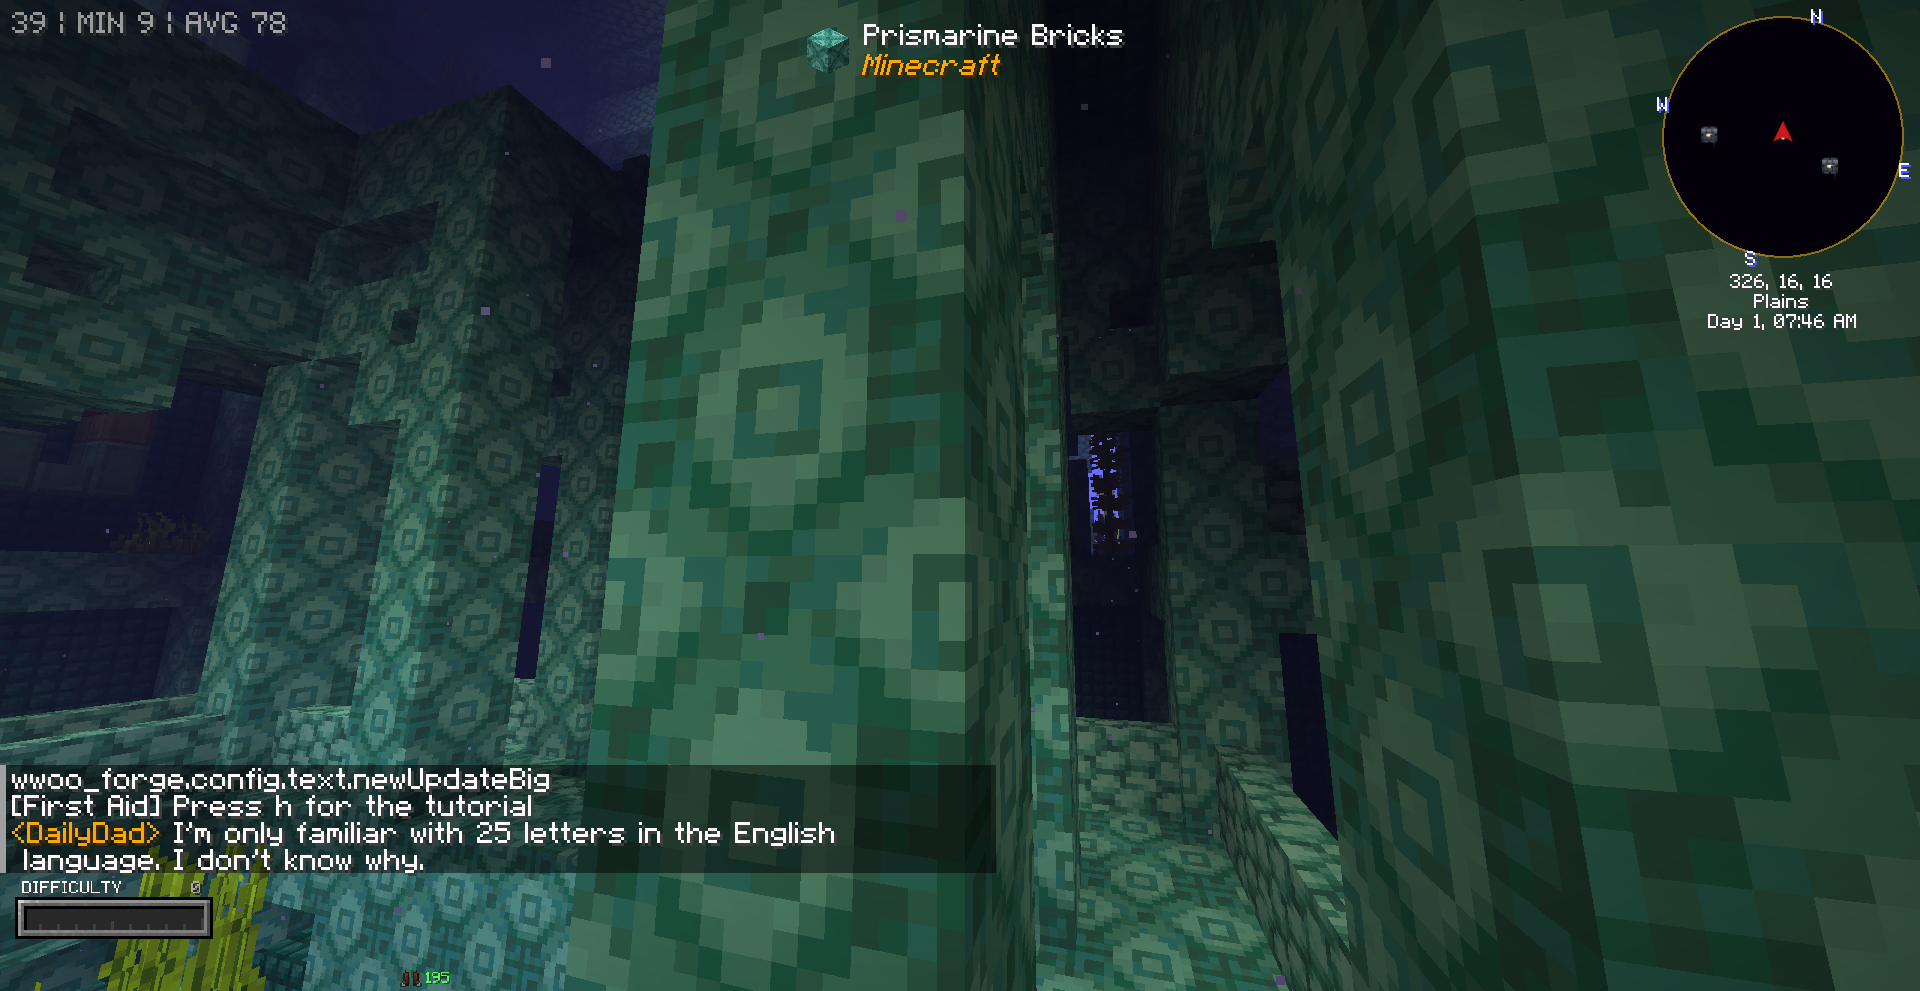 39 | MIN 9 | AVG 78
Prismarine Bricks
Minecraft
N
W
E
S
326, 16, 16
Plains
Day 1, 07:46 AM
wwoo_forge.config.text.newUpdateBig
[First Aid] Press h for the tutorial
<DailyDad> I'm only familiar with 25 letters in the English
language. I don't know why.
DIFFICULTY 0
195